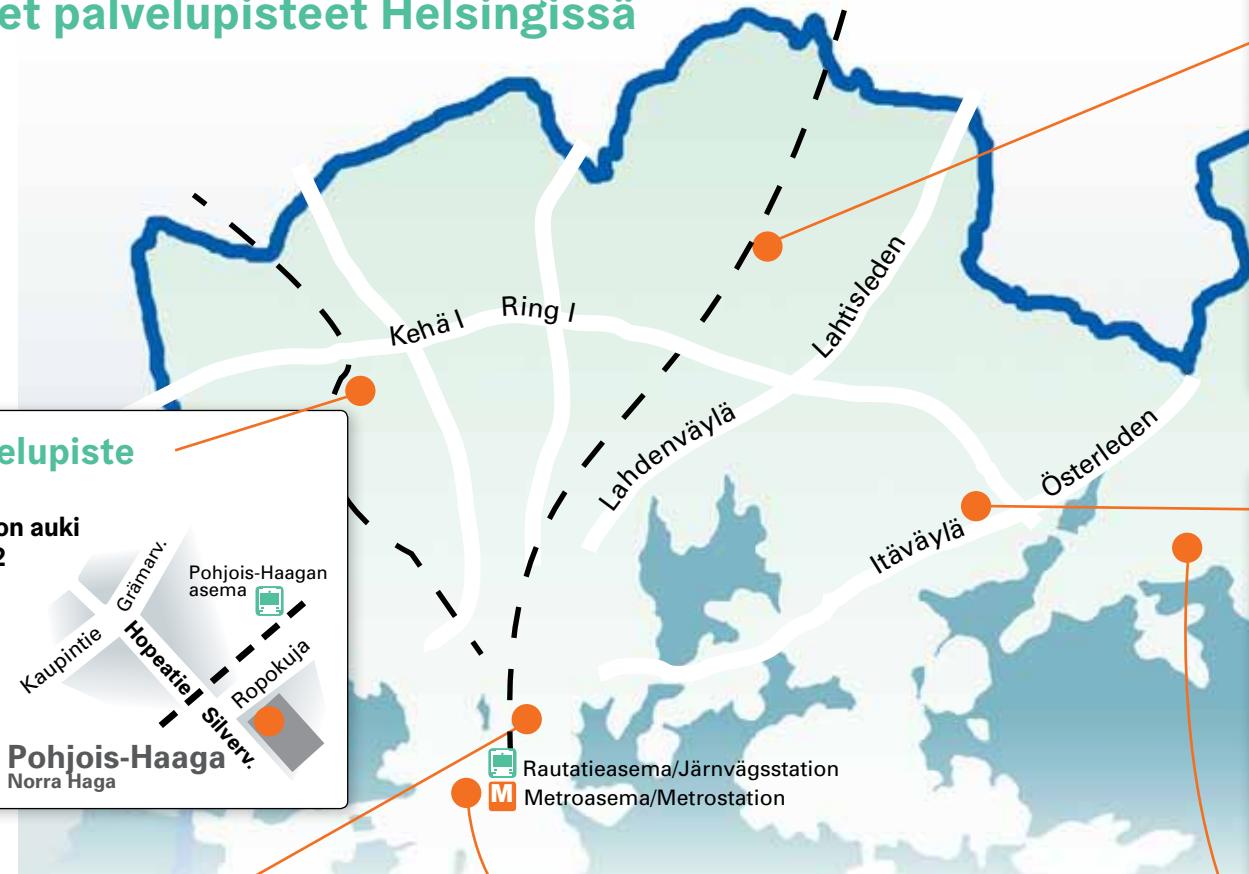 et palvelupisteet Helsingissä
Kehä I
Ring I
Lahtisleden
Lahdenväylä
Österleden
Itäväylä
elupiste
on auki
2
Grämarv.
Pohjois-Haagan
asema
Kaupintie
Hopeatie
Ropokuja
Silverv.
Pohjois-Haaga
Norra Haga
Rautatieasema/Järnvägsstation
M Metroasema/Metrostation